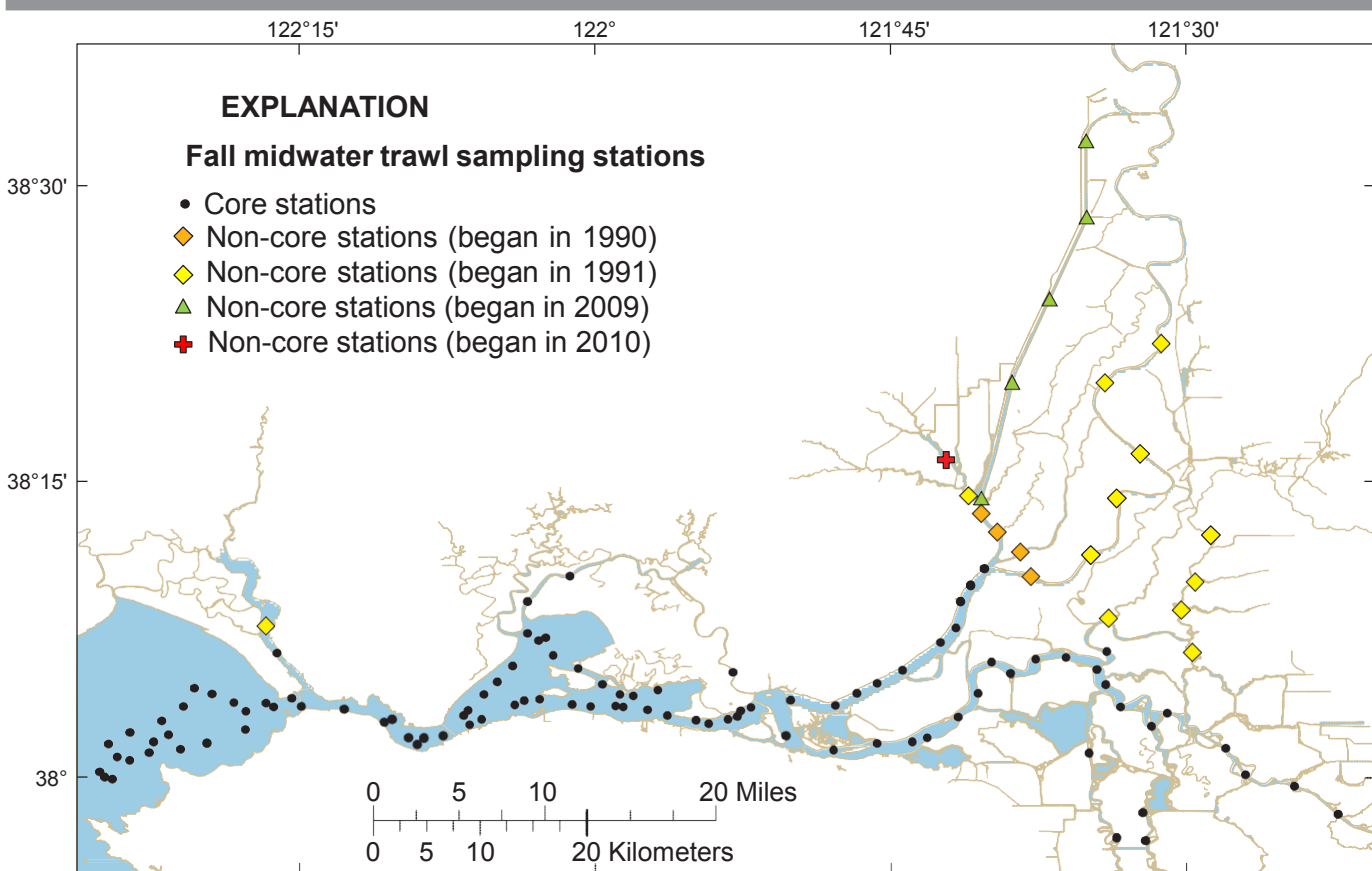 122°15' 122° 121°45' 121°30'
EXPLANATION
Fall midwater trawl sampling stations
38°30'
Core stations
Non-core stations (began in 1990)
Non-core stations (began in 1991)
Non-core stations (began in 2009)
Non-core stations (began in 2010)
38°15'
38°
0 5 10 20 Miles
0 5 10 20 Kilometers